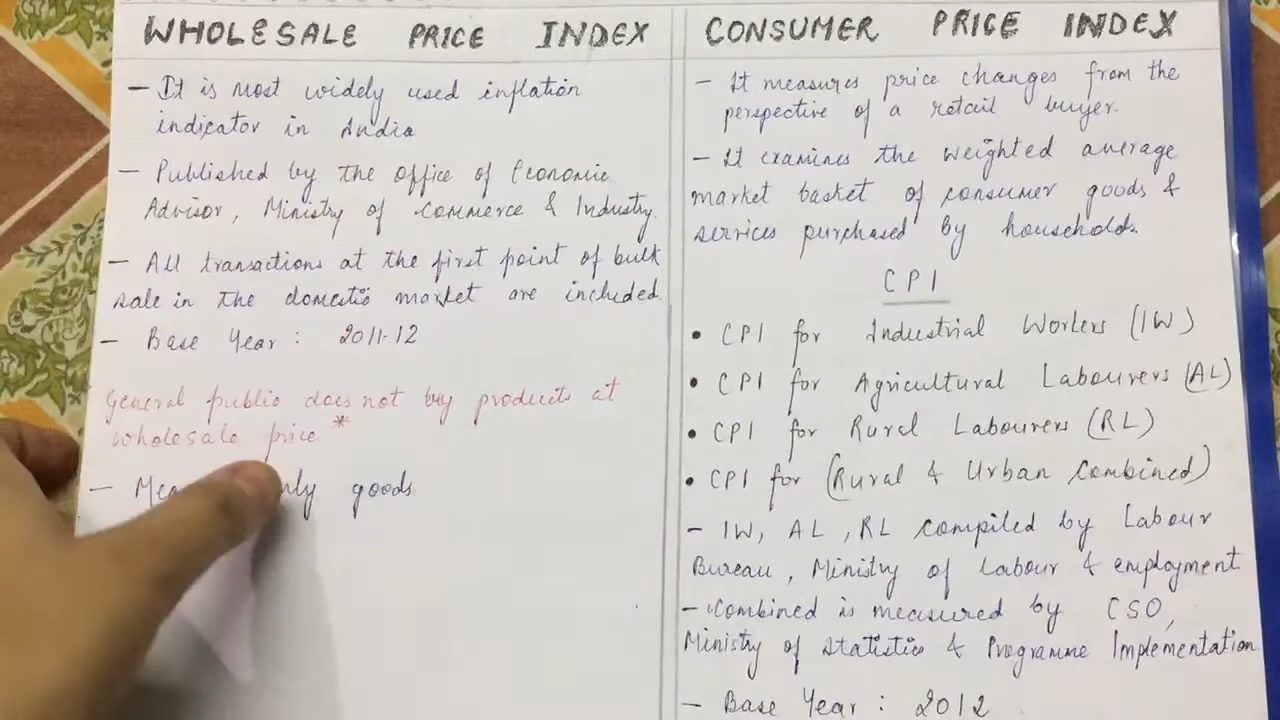 WHOLESALE PRICE INDEX
- It is most widely used inflation
indicator in India
- Published by the office of Economic
Advisor, Ministry of Commerce & Industry.
- All transactions at the first point of bulk
sale in the domestic market are included.
- Base Year : 2011-12
General public does not buy products at
wholesale price *
- goods
CONSUMER PRICE INDEX
- It measures price changes from the
perspective of a retail buyer.
- It examines the weighted average
market basket of consumer goods &
services purchased by households.
CPI
• CPI for Industrial Workers (IW)
• CPI for Agricultural Labourers (AL)
• CPI for Rural Labourers (RL)
• CPI for (Rural & Urban Combined)
- IW, AL, RL compiled by Labour
Bureau, Ministry of Labour & employment.
- Combined is measured by CSO,
Ministry of Statistics & Programme Implementation
- Base Year : 2012